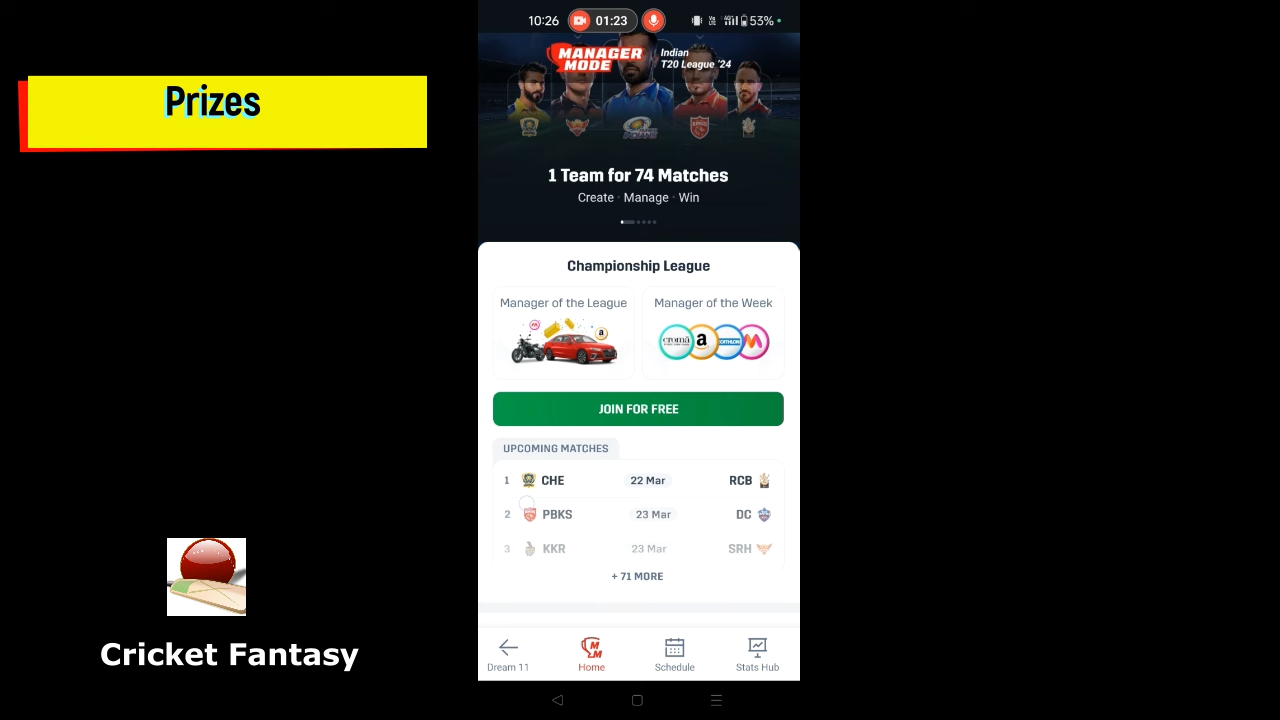 Prizes
Cricket Fantasy
10:26
01:23
53%
MANAGER MODE
Indian T20 League '24
1 Team for 74 Matches
Create · Manage · Win
Championship League
Manager of the League
Manager of the Week
a
croma
a
DECATHLON
M
JOIN FOR FREE
UPCOMING MATCHES
1 CHE 22 Mar RCB
2 PBKS 23 Mar DC
3 KKR 23 Mar SRH
+ 71 MORE
Dream 11
Home
Schedule
Stats Hub